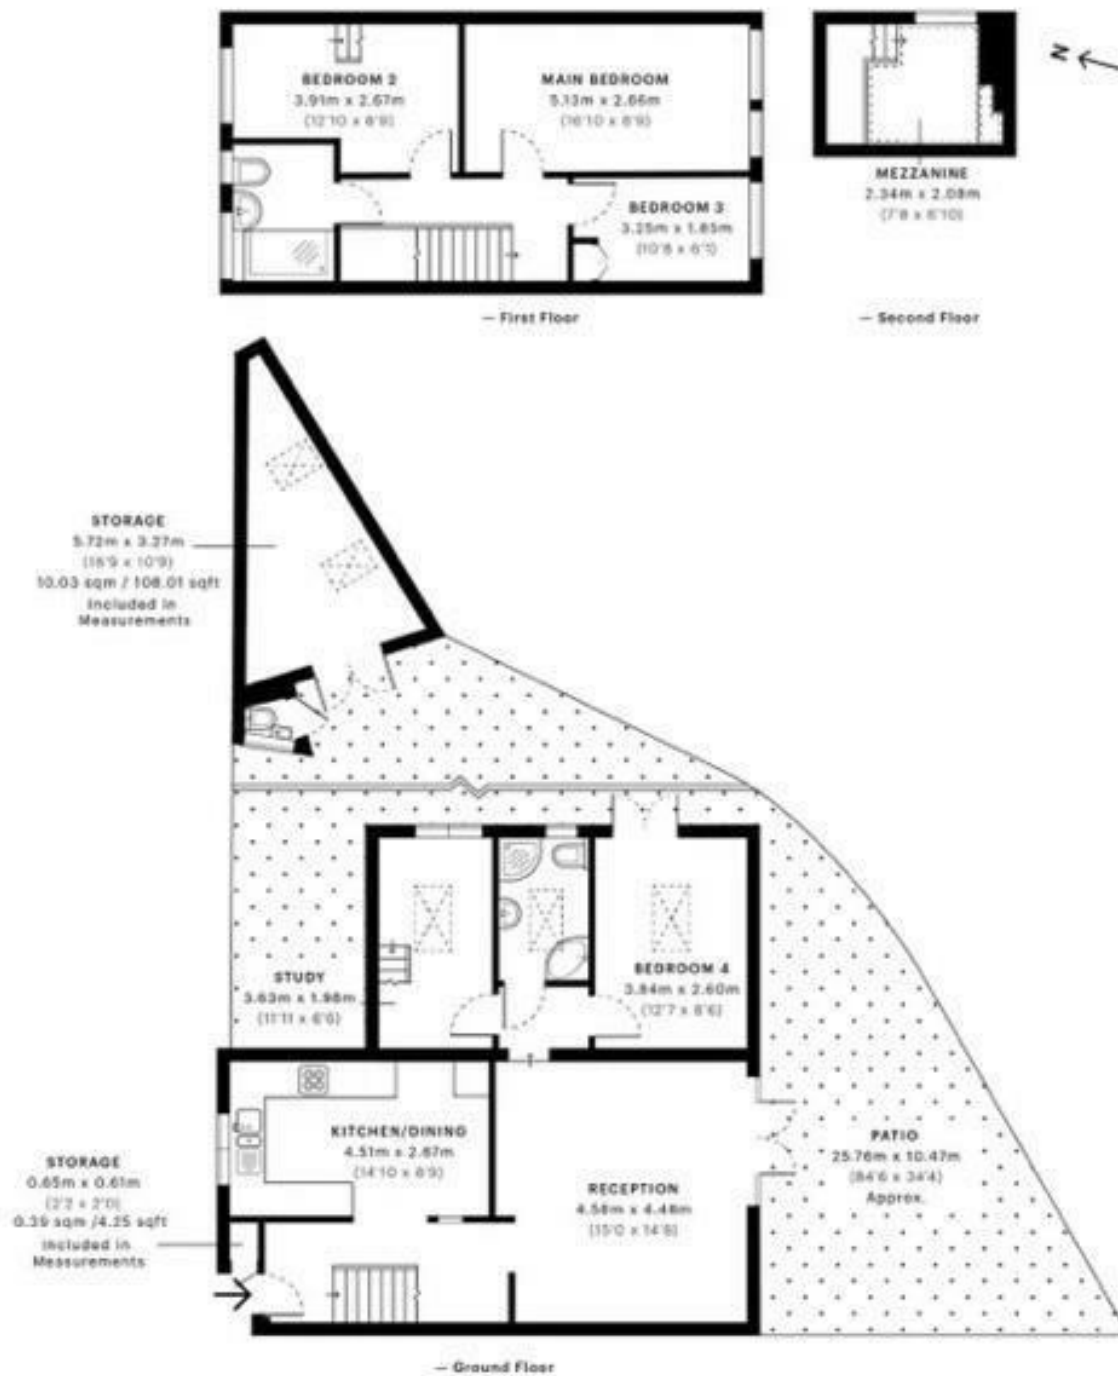 BEDROOM 2
3.91m x 2.67m
(12'10 x 8'9)
MAIN BEDROOM
5.13m x 2.66m
(16'10 x 8'9)
BEDROOM 3
3.25m x 1.85m
(10'8 x 6'1)
— First Floor
N
MEZZANINE
2.34m x 2.08m
(7'8 x 6'10)
— Second Floor
STORAGE
5.72m x 3.27m
(18'9 x 10'9)
10.03 sqm / 108.01 sqft
Included in
Measurements
STUDY
3.63m x 1.98m
(11'11 x 6'6)
BEDROOM 4
3.84m x 2.60m
(12'7 x 8'6)
KITCHEN/DINING
4.51m x 2.67m
(14'10 x 8'9)
STORAGE
0.65m x 0.61m
(2'2 x 2'0)
0.39 sqm /4.25 sqft
Included in
Measurements
RECEPTION
4.58m x 4.48m
(15'0 x 14'8)
PATIO
25.76m x 10.47m
(84'6 x 34'4)
Approx.
— Ground Floor